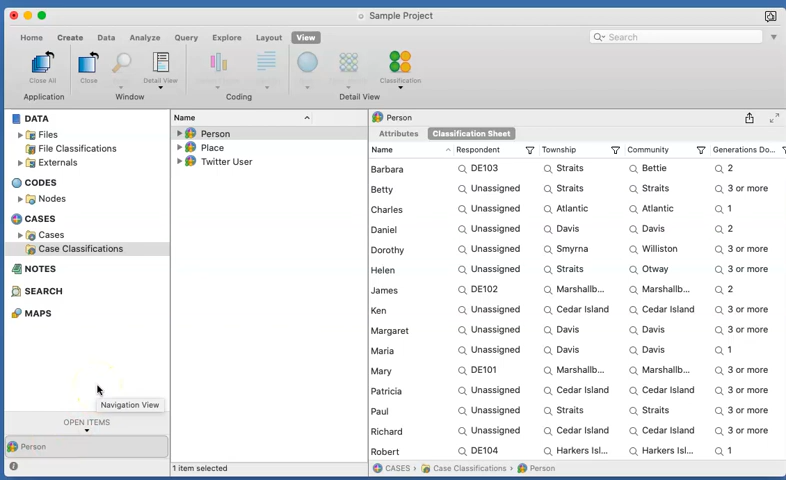 Sample Project
Home Create Data Analyze Query Explore Layout View
Search
Close All Close Detail View Classification
Application Window Coding Detail View
DATA
Files
File Classifications
Externals
CODES
Nodes
CASES
Cases
Case Classifications
NOTES
SEARCH
MAPS
Navigation View
OPEN ITEMS
Person
Name
Person
Place
Twitter User
1 item selected
Person
Attributes Classification Sheet
Name Respondent Township Community Generations Do...
Barbara DE103 Straits Bettie 2
Betty Unassigned Straits Straits 3 or more
Charles Unassigned Atlantic Atlantic 1
Daniel Unassigned Davis Davis 2
Dorothy Unassigned Smyrna Williston 3 or more
Helen Unassigned Straits Otway 3 or more
James DE102 Marshallb... Marshallb... 2
Ken Unassigned Cedar Island Cedar Island 3 or more
Margaret Unassigned Davis Davis 3 or more
Maria Unassigned Davis Davis 1
Mary DE101 Marshallb... Marshallb... 3 or more
Patricia Unassigned Cedar Island Cedar Island 3 or more
Paul Unassigned Straits Straits 3 or more
Richard Unassigned Cedar Island Cedar Island 3 or more
Robert DE104 Harkers Isl... Harkers Isl... 1
CASES › Case Classifications › Person